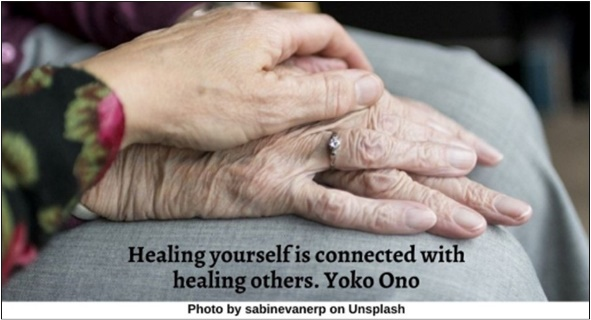 Healing yourself is connected with
healing others. Yoko Ono
Photo by sabinevanerp on Unsplash